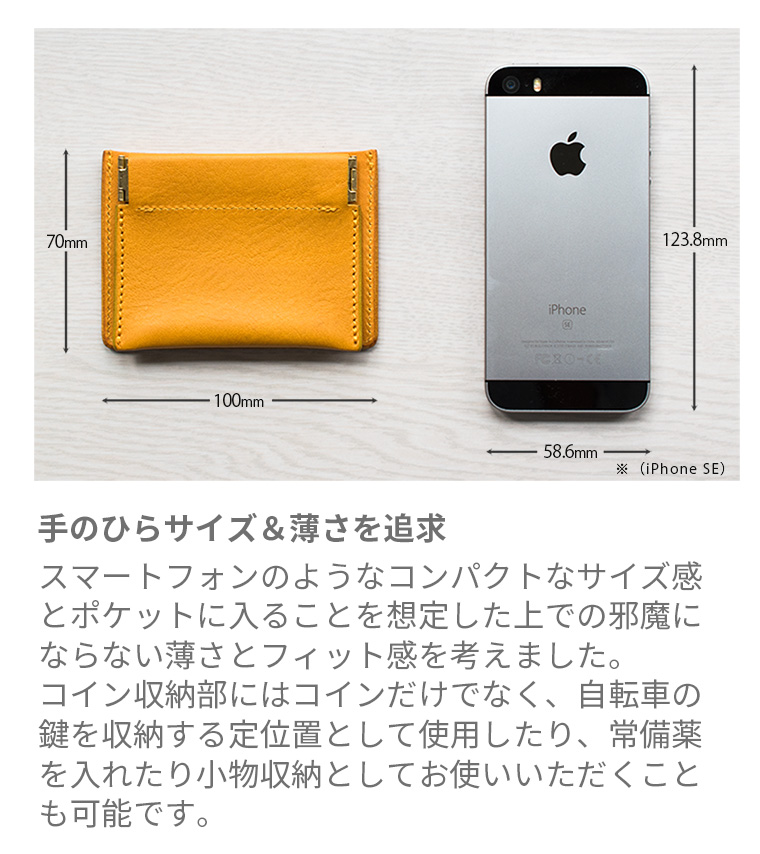 70mm
100mm
iPhone
SE
123.8mm
58.6mm
※（iPhone SE）
手のひらサイズ＆薄さを追求
スマートフォンのようなコンパクトなサイズ感
とポケットに入ることを想定した上での邪魔に
ならない薄さとフィット感を考えました。
コイン収納部にはコインだけでなく、自転車の
鍵を収納する定位置として使用したり、常備薬
を入れたり小物収納としてお使いいただくこと
も可能です。